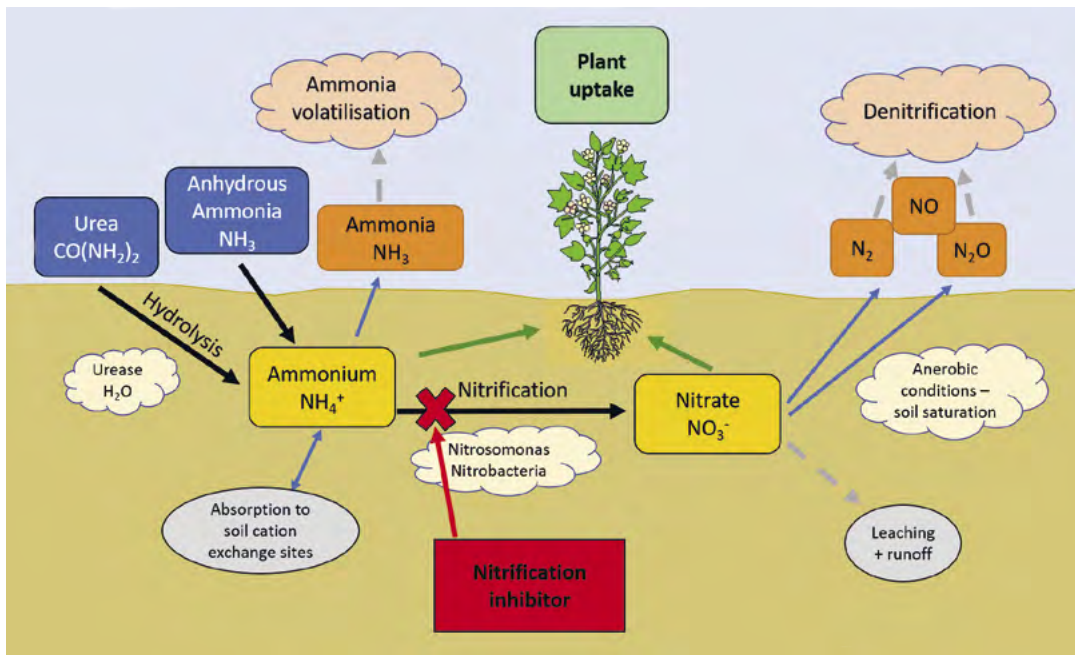 Ammonia
volatilisation
Plant
uptake
Denitrification
Urea
CO(NH₂)₂
Anhydrous
Ammonia
NH₃
Ammonia
NH₃
N₂
NO
N₂O
Hydrolysis
Urease
H₂O
Ammonium
NH₄⁺
Nitrification
Nitrosomonas
Nitrobacteria
Nitrate
NO₃⁻
Anerobic
conditions –
soil saturation
Absorption to
soil cation
exchange sites
Nitrification
inhibitor
Leaching
+ runoff